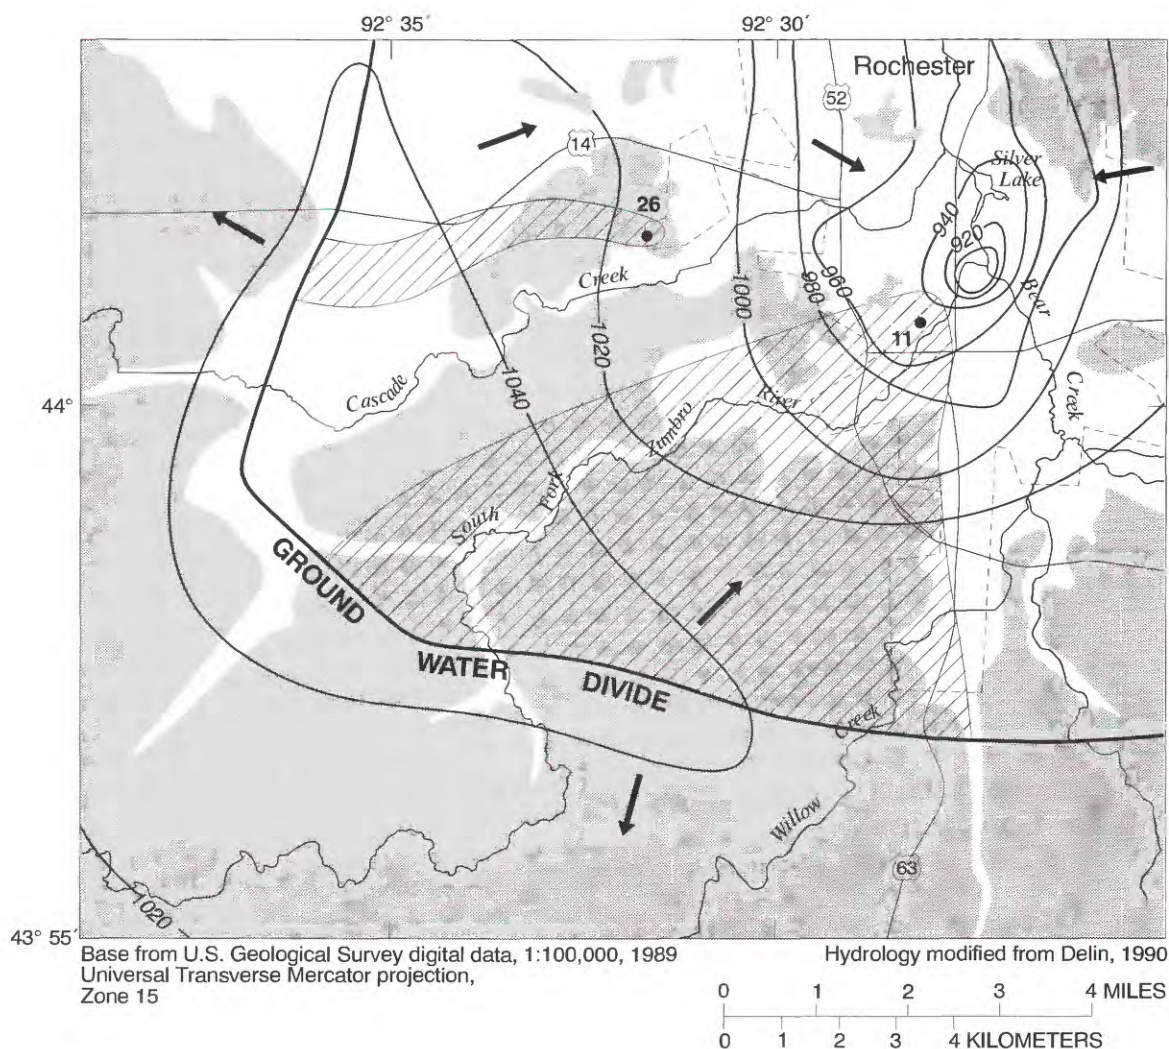 92° 35´
92° 30´
Rochester
52
14
Silver
Lake
26
940
920
Creek
1000
980
960
Bear
11
1020
44°
Cascade
1040
River
Creek
Zumbro
Fork
South
GROUND
WATER
DIVIDE
Creek
Willow
63
1020
43° 55´
Base from U.S. Geological Survey digital data, 1:100,000, 1989
Universal Transverse Mercator projection,
Zone 15
Hydrology modified from Delin, 1990
0 1 2 3 4 MILES
0 1 2 3 4 KILOMETERS